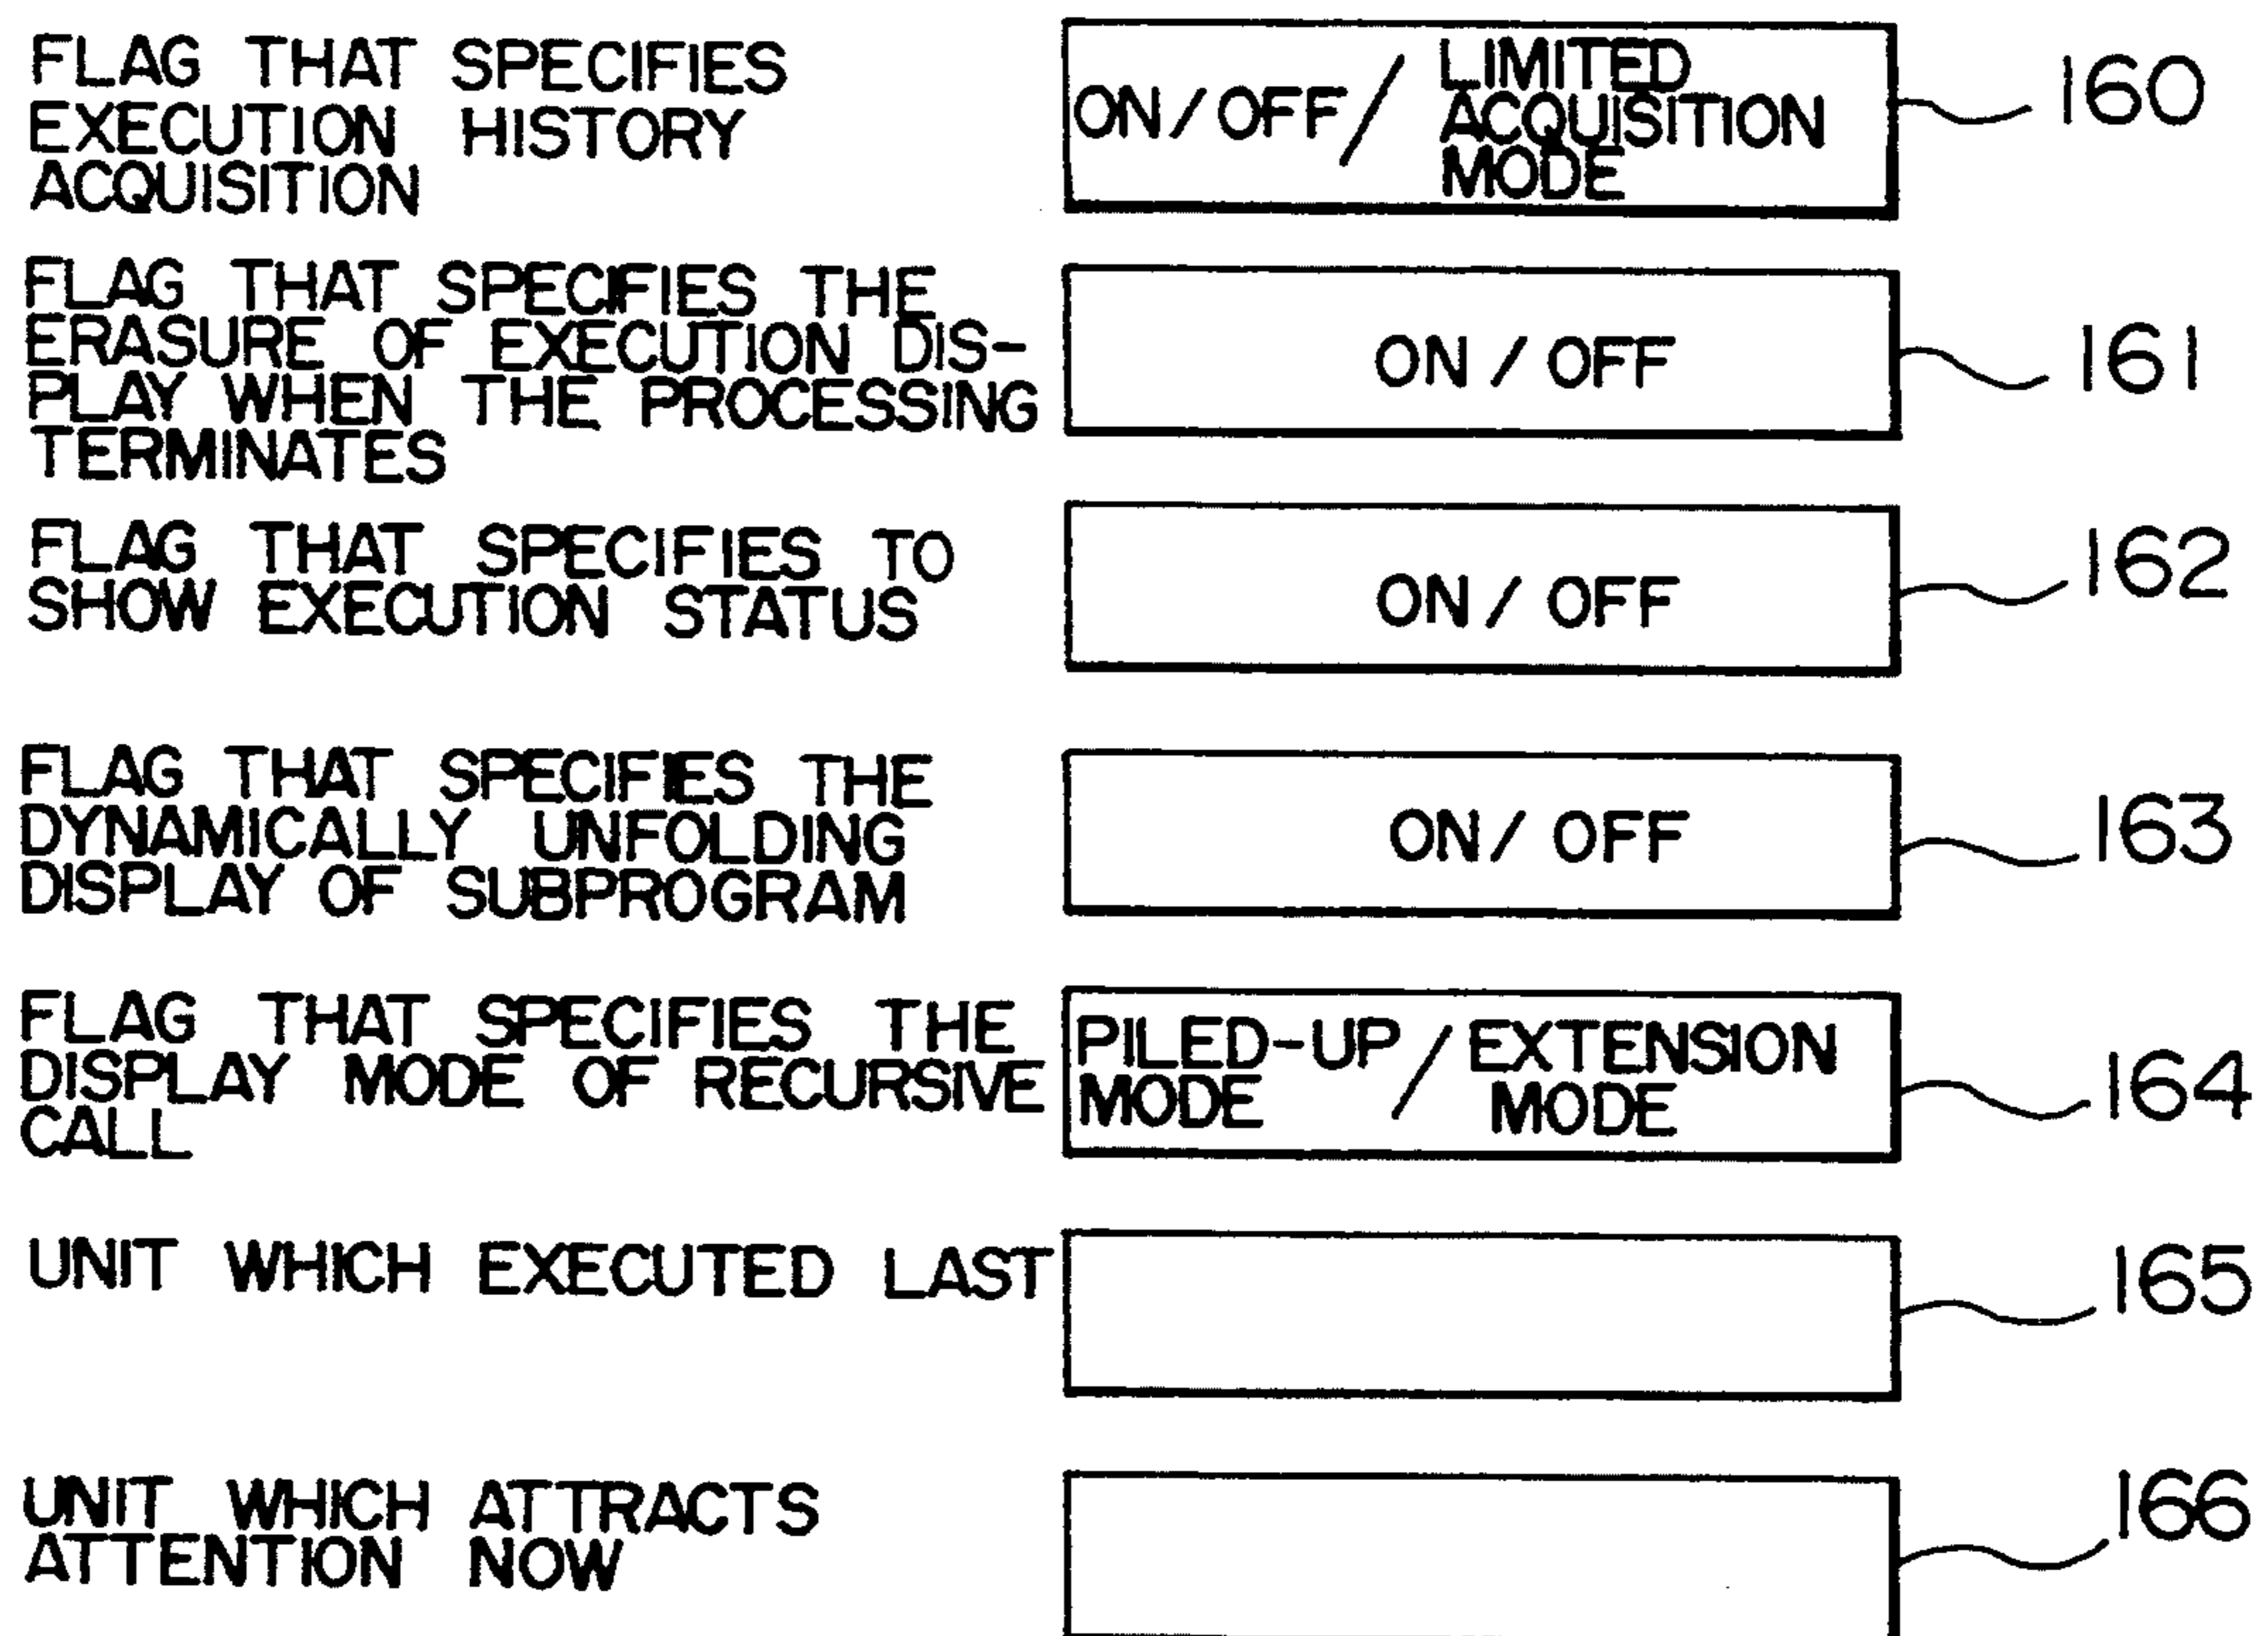 FLAG THAT SPECIFIES
EXECUTION HISTORY
ACQUISITION
ON/OFF/ LIMITED
ACQUISITION
MODE
160
FLAG THAT SPECIFIES THE
ERASURE OF EXECUTION DIS-
PLAY WHEN THE PROCESSING
TERMINATES
ON/OFF
161
FLAG THAT SPECIFIES TO
SHOW EXECUTION STATUS
ON/OFF
162
FLAG THAT SPECIFIES THE
DYNAMICALLY UNFOLDING
DISPLAY OF SUBPROGRAM
ON/OFF
163
FLAG THAT SPECIFIES THE
DISPLAY MODE OF RECURSIVE
CALL
PILED-UP / EXTENSION
MODE MODE
164
UNIT WHICH EXECUTED LAST
165
UNIT WHICH ATTRACTS
ATTENTION NOW
166